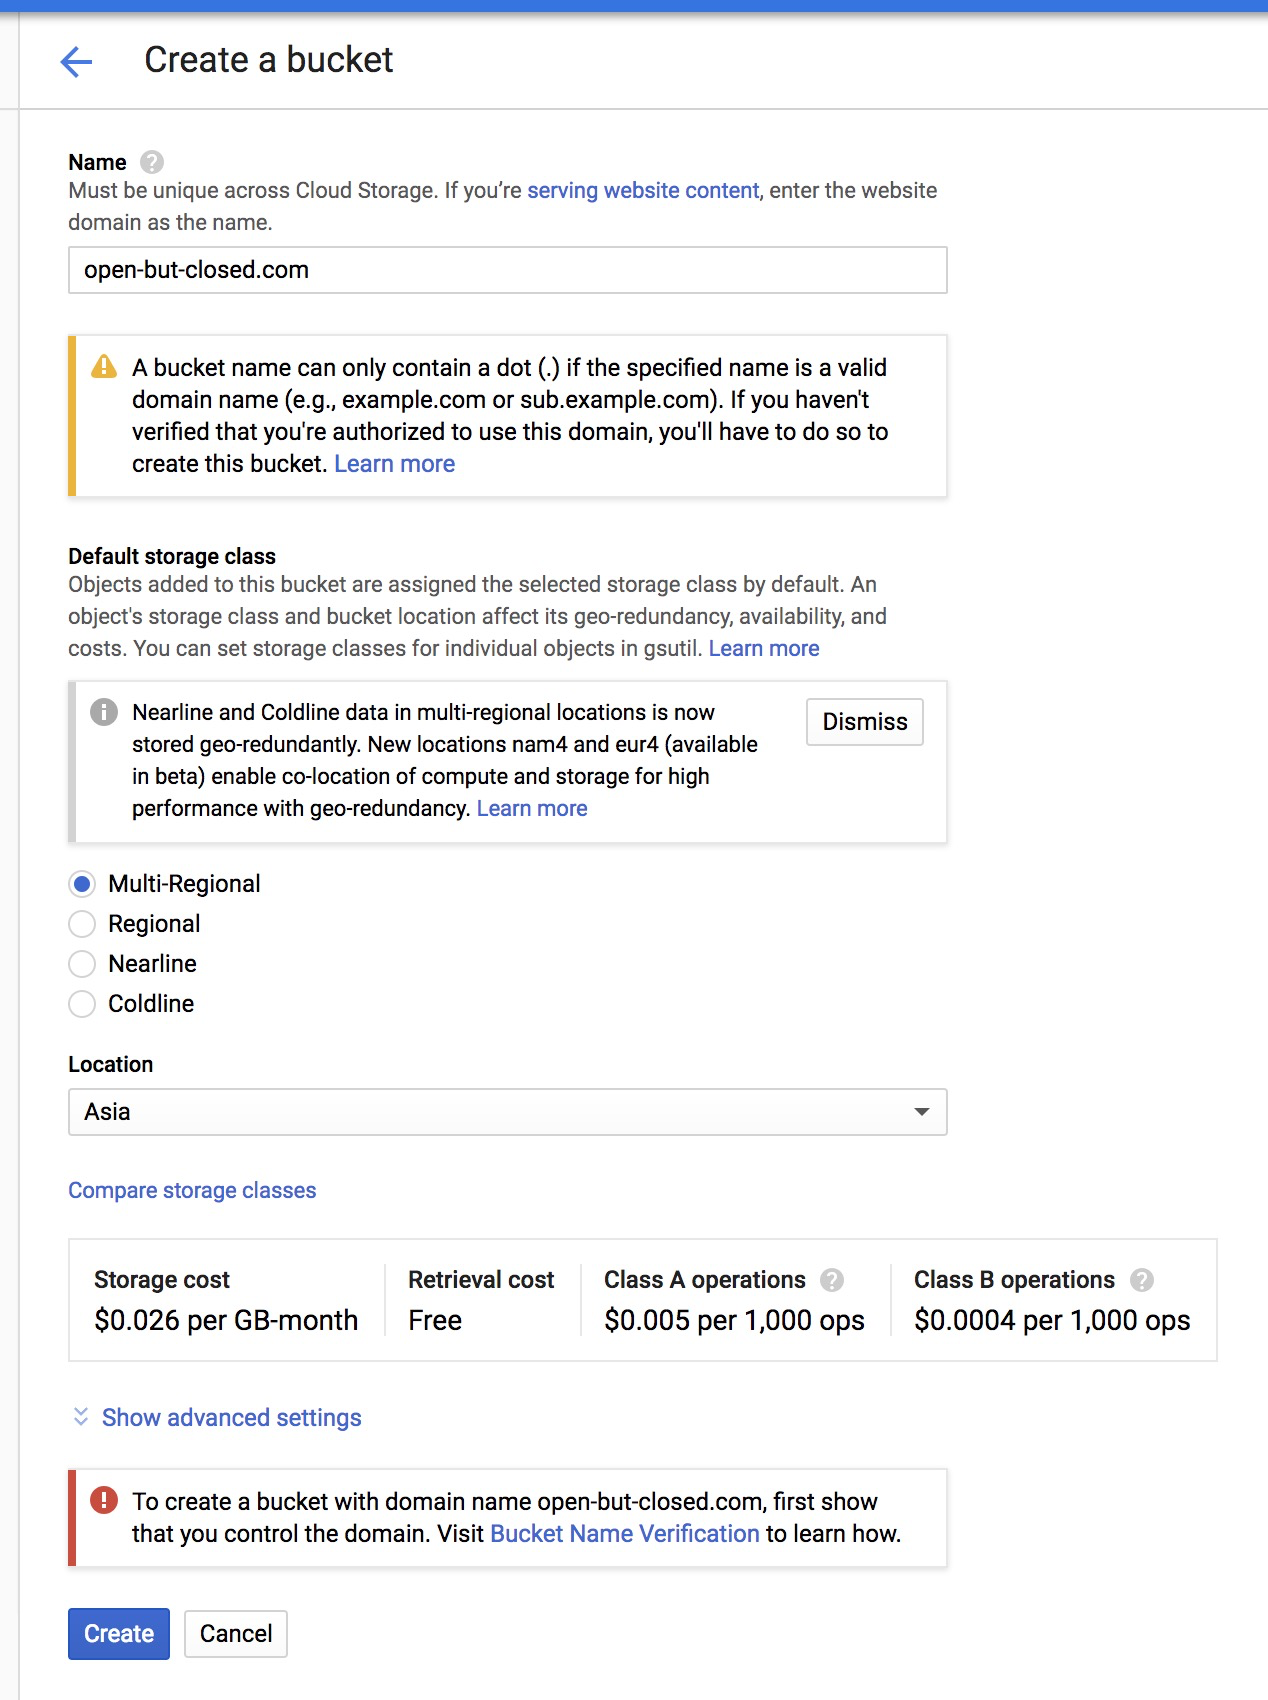 Create a bucket
Name
Must be unique across Cloud Storage. If you’re serving website content, enter the website
domain as the name.
open-but-closed.com
A bucket name can only contain a dot (.) if the specified name is a valid
domain name (e.g., example.com or sub.example.com). If you haven't
verified that you're authorized to use this domain, you'll have to do so to
create this bucket. Learn more
Default storage class
Objects added to this bucket are assigned the selected storage class by default. An
object's storage class and bucket location affect its geo-redundancy, availability, and
costs. You can set storage classes for individual objects in gsutil. Learn more
Nearline and Coldline data in multi-regional locations is now
stored geo-redundantly. New locations nam4 and eur4 (available
in beta) enable co-location of compute and storage for high
performance with geo-redundancy. Learn more
Dismiss
Multi-Regional
Regional
Nearline
Coldline
Location
Asia
Compare storage classes
Storage cost Retrieval cost Class A operations Class B operations
$0.026 per GB-month Free $0.005 per 1,000 ops $0.0004 per 1,000 ops
Show advanced settings
To create a bucket with domain name open-but-closed.com, first show
that you control the domain. Visit Bucket Name Verification to learn how.
Create Cancel